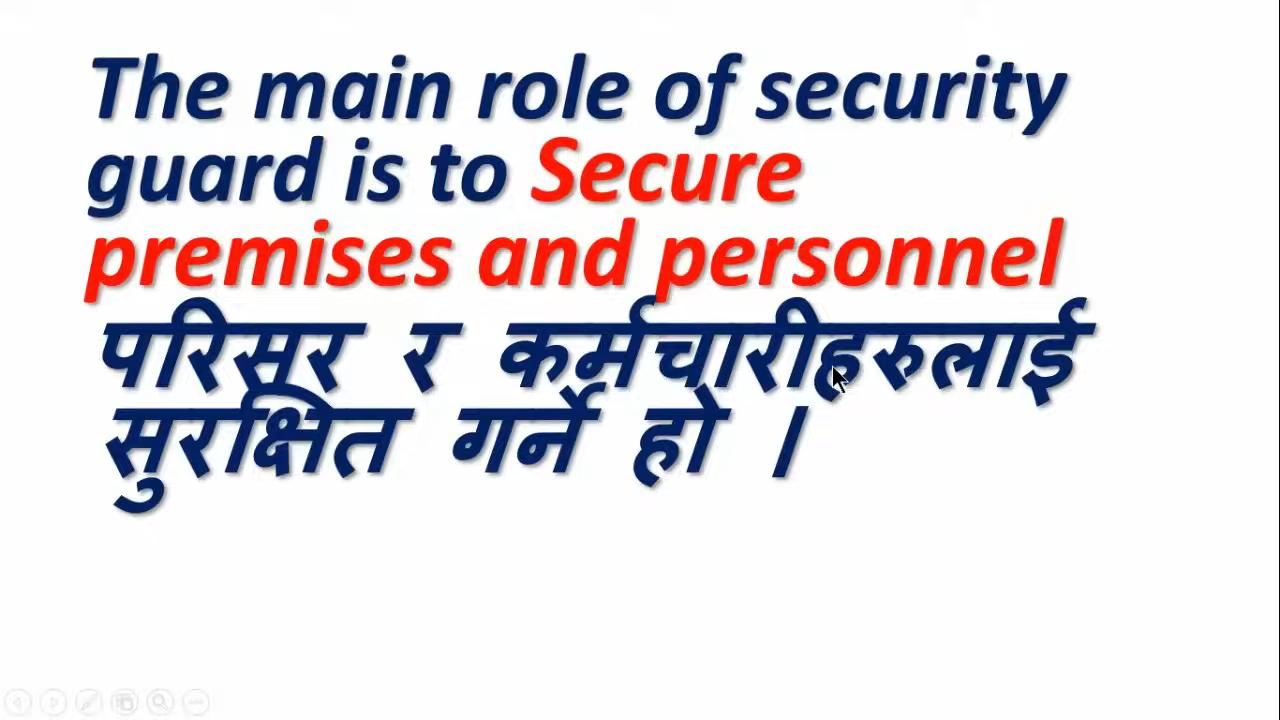 The main role of security
guard is to Secure
premises and personnel
परिसर र कर्मचारीहरुलाई
सुरक्षित गर्ने हो ।